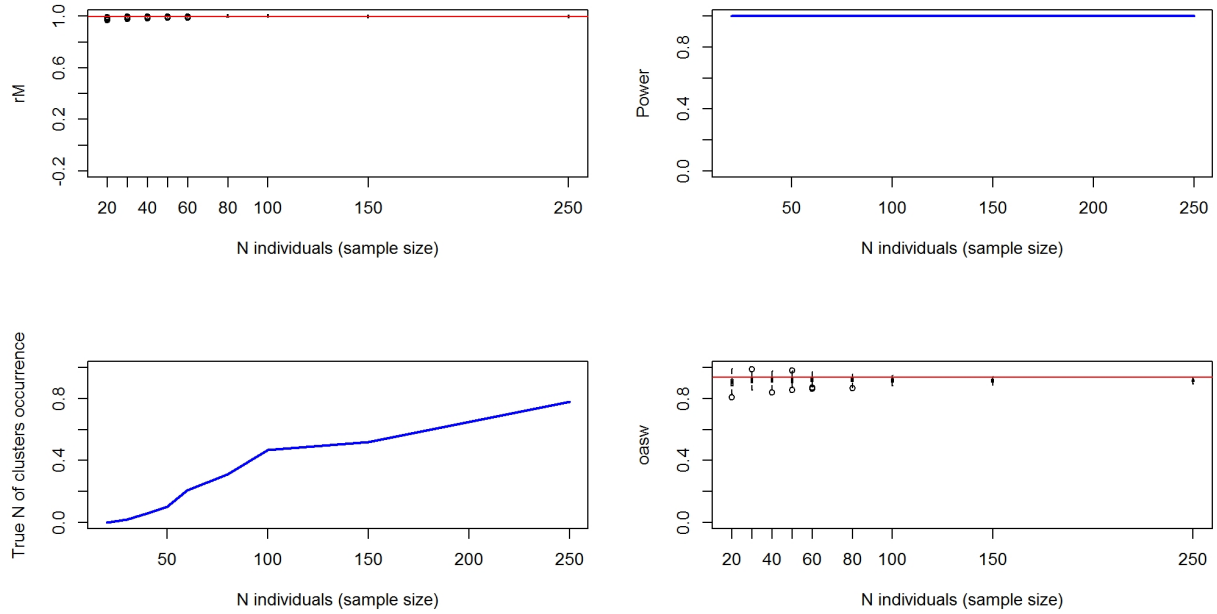 rM
-0.2 0.2 0.6 1.0
20 40 60 80 100 150 250
N individuals (sample size)
Power
0.0 0.4 0.8
50 100 150 200 250
N individuals (sample size)
True N of clusters occurrence
0.0 0.4 0.8
50 100 150 200 250
N individuals (sample size)
oasw
0.0 0.4 0.8
20 40 60 80 100 150 250
N individuals (sample size)